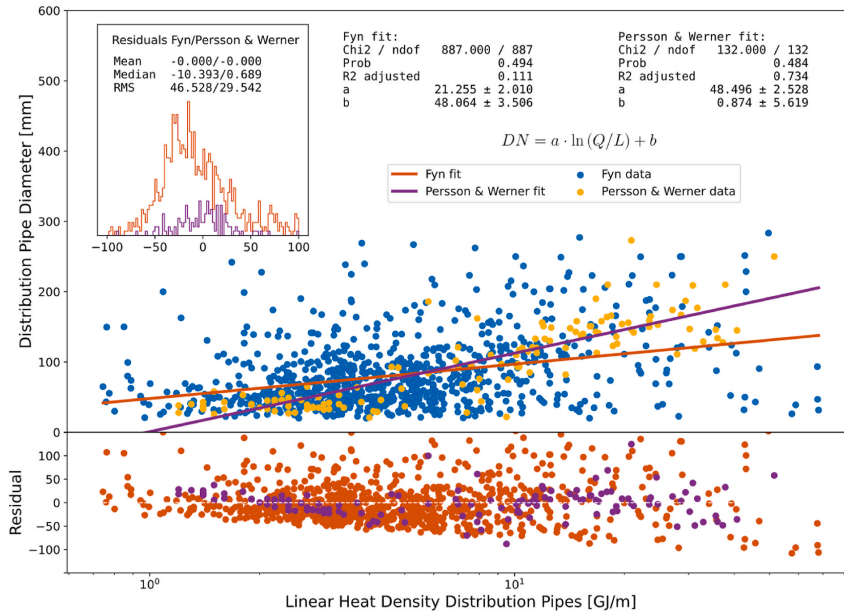 Residuals Fyn/Persson & Werner
Mean -0.000/-0.000
Median -10.393/0.689
RMS 46.528/29.542
−100 −50 0 50 100
Fyn fit:
Chi2 / ndof 887.000 / 887
Prob 0.494
R2 adjusted 0.111
a 21.255 ± 2.010
b 48.064 ± 3.506
Persson & Werner fit:
Chi2 / ndof 132.000 / 132
Prob 0.484
R2 adjusted 0.734
a 48.496 ± 2.528
b 0.874 ± 5.619
DN = a · ln (Q/L) + b
Fyn fit
Persson & Werner fit
Fyn data
Persson & Werner data
Distribution Pipe Diameter [mm]
600
500
400
300
200
100
0
Residual
100
50
0
−50
−100
10⁰ 10¹
Linear Heat Density Distribution Pipes [GJ/m]